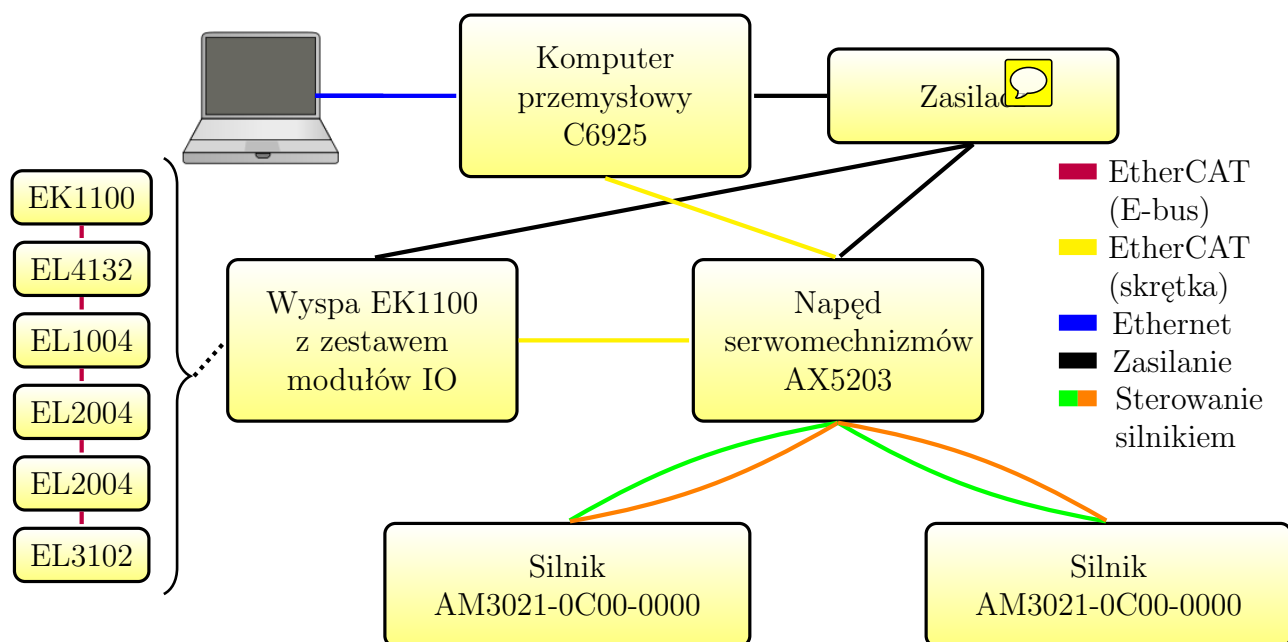 Komputer
przemysłowy
C6925
EK1100
EL4132
EL1004
EL2004
EL2004
EL3102
Wyspa EK1100
z zestawem
modułów IO
Napęd
serwomechnizmów
AX5203
EtherCAT
(E-bus)
EtherCAT
(skrętka)
Ethernet
Zasilanie
Sterowanie
silnikiem
Silnik
AM3021-0C00-0000
Silnik
AM3021-0C00-0000